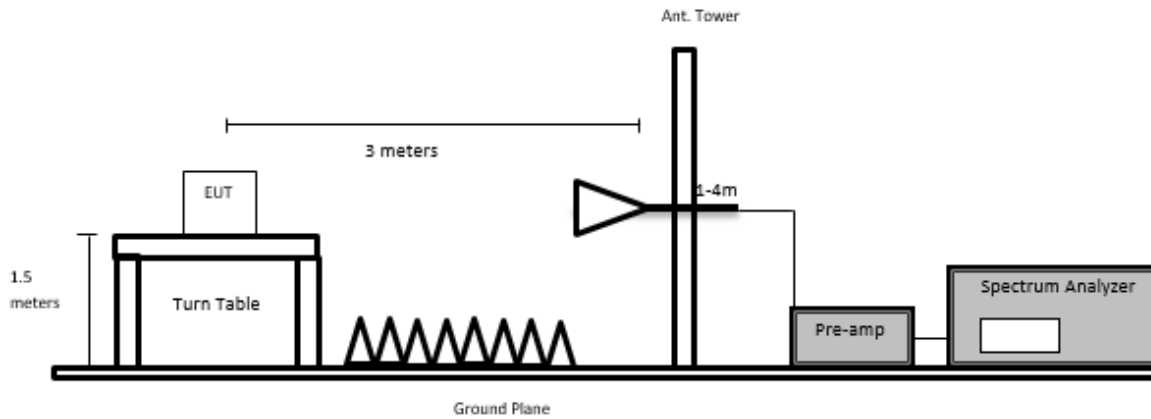 Ant. Tower
3 meters
1-4m
EUT
1.5
meters
Turn Table
Spectrum Analyzer
Pre-amp
Ground Plane